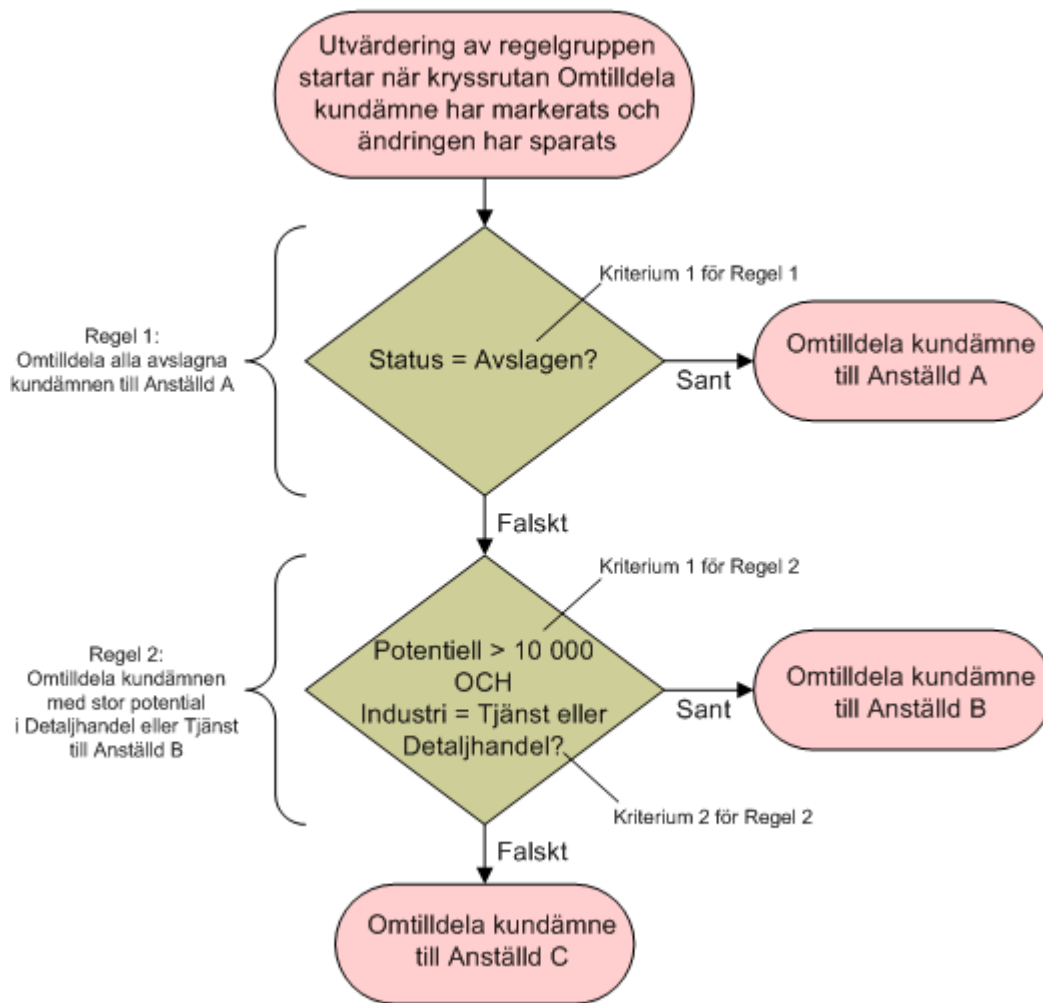 Utvärdering av regelgruppen
startar när kryssrutan Omtilldela
kundämne har markerats och
ändringen har sparats
Kriterium 1 för Regel 1
Regel 1:
Omtilldela alla avslagna
kundämnen till Anställd A
Status = Avslagen?
Sant
Omtilldela kundämne
till Anställd A
Falskt
Kriterium 1 för Regel 2
Regel 2:
Omtilldela kundämnen
med stor potential
i Detaljhandel eller Tjänst
till Anställd B
Potentiell > 10 000
OCH
Industri = Tjänst eller
Detaljhandel?
Sant
Omtilldela kundämne
till Anställd B
Kriterium 2 för Regel 2
Falskt
Omtilldela kundämne
till Anställd C